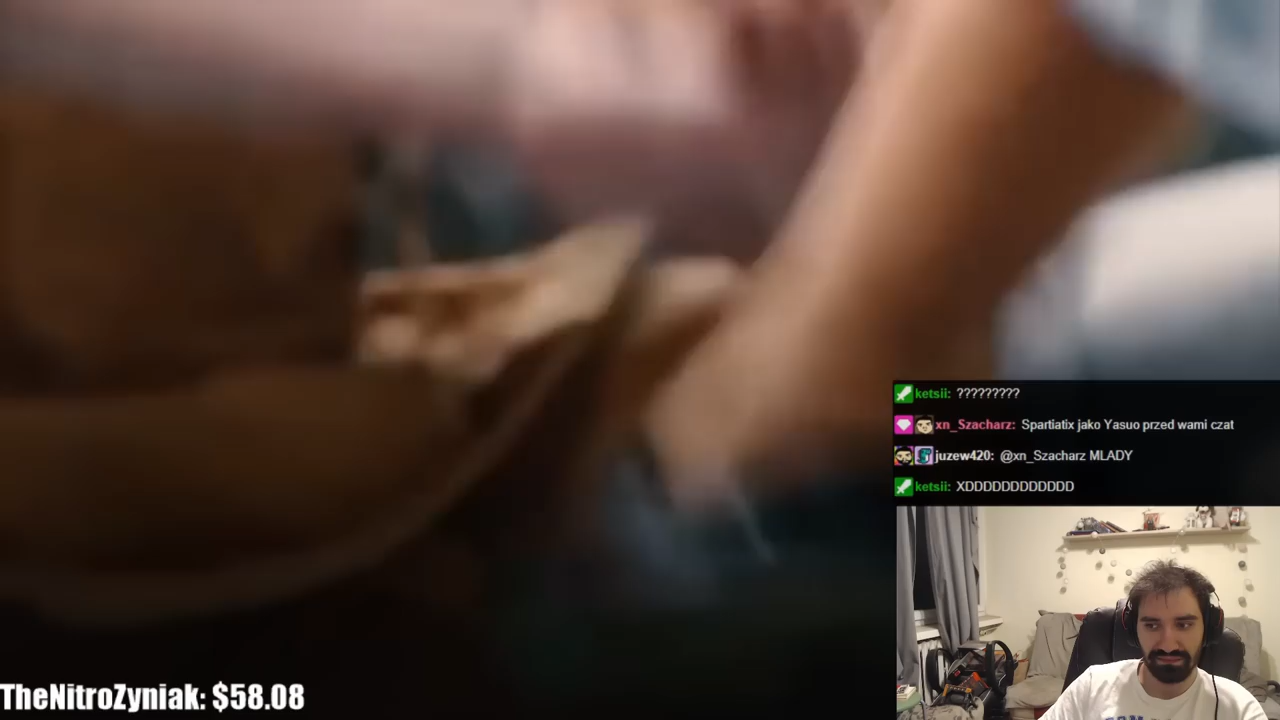 ketsii: ?????????
xn_Szacharz: Spartiatix jako Yasuo przed wami czat
juzew420: @xn_Szacharz MLADY
ketsii: XDDDDDDDDDDDD
TheNitroZyniak: $58.08